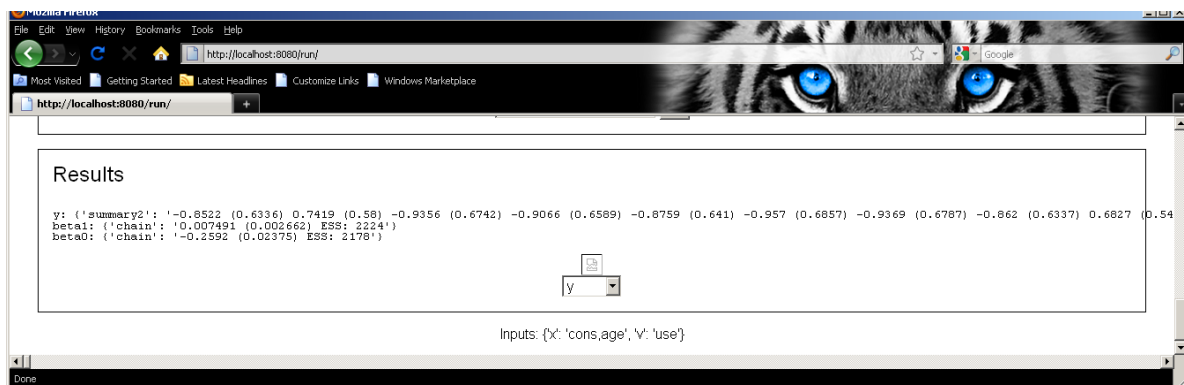 Mozilla Firefox
File Edit View History Bookmarks Tools Help
http://localhost:8080/run/
Google
Most Visited Getting Started Latest Headlines Customize Links Windows Marketplace
http://localhost:8080/run/
Results
y: {'summary2': '-0.8522 (0.6336) 0.7419 (0.58) -0.9356 (0.6742) -0.9066 (0.6589) -0.8759 (0.641) -0.957 (0.6857) -0.9369 (0.6787) -0.862 (0.6337) 0.6827 (0.54
beta1: {'chain': '0.007491 (0.002662) ESS: 2224'}
beta0: {'chain': '-0.2592 (0.02375) ESS: 2178'}
y
Inputs: {'x': 'cons,age', 'v': 'use'}
Done